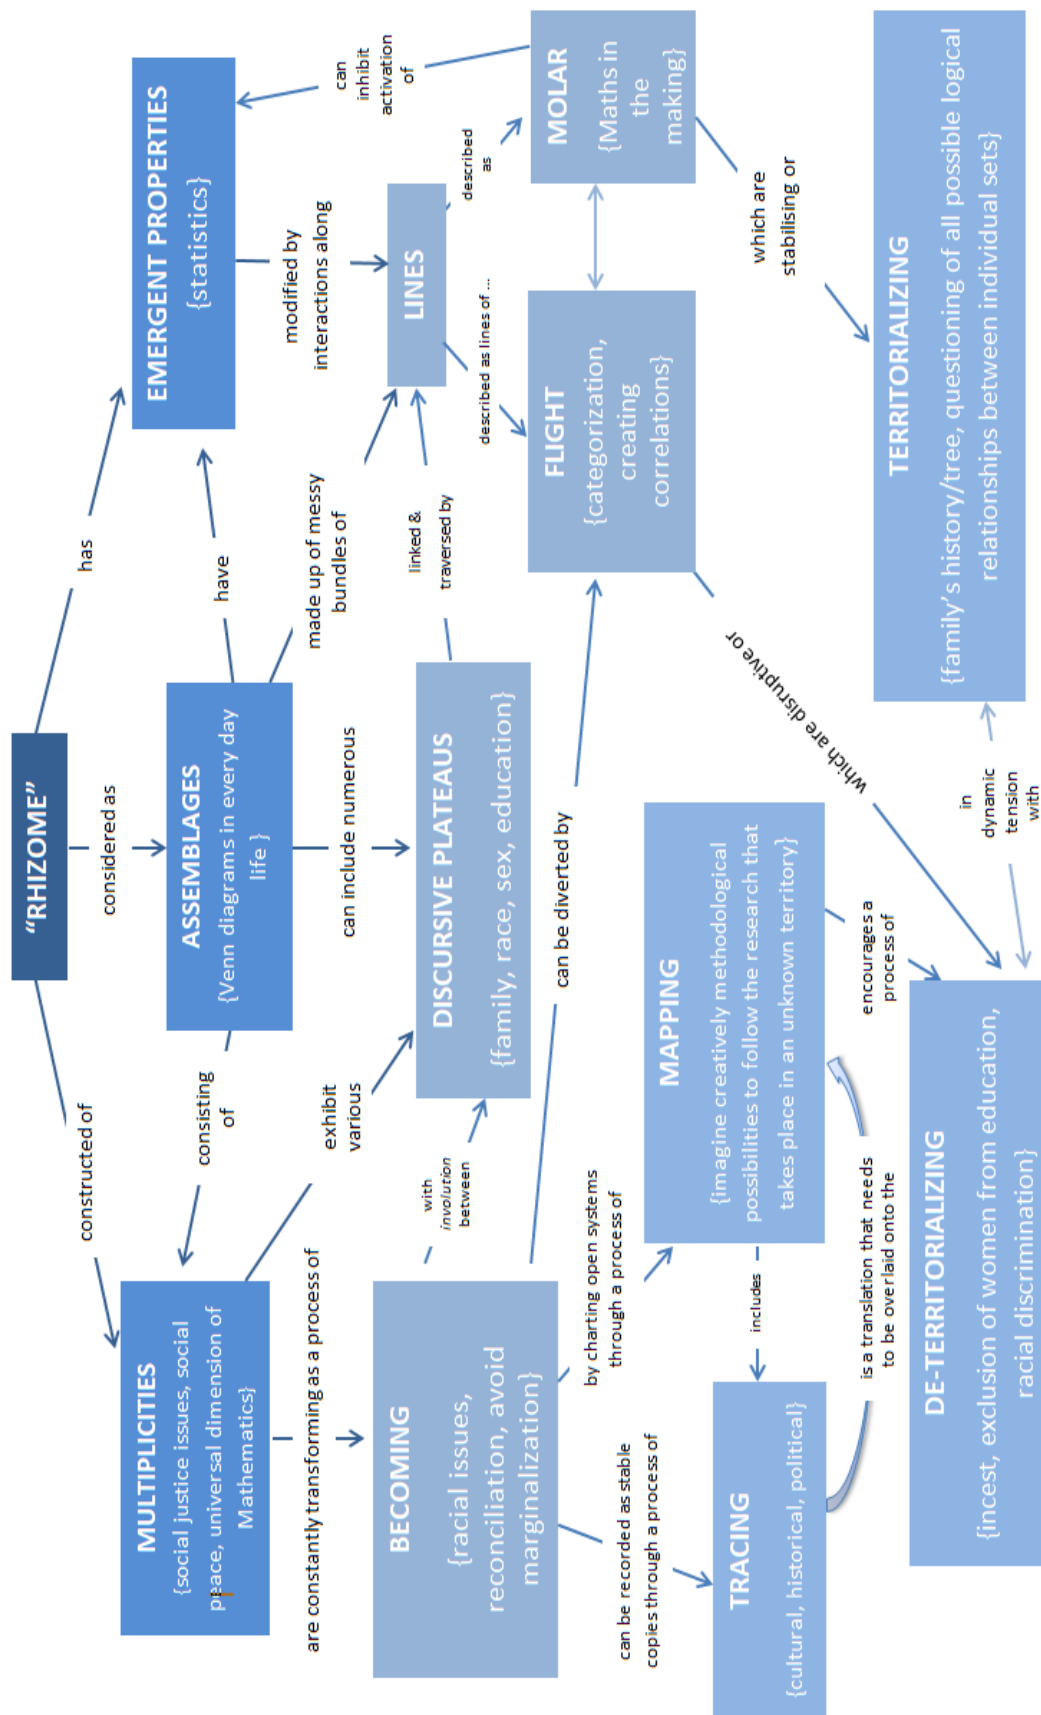 "RHIZOME"
constructed of
considered as
has
MULTIPLICITIES
{social justice issues, social
peace, universal dimension of
Mathematics}
consisting
of
ASSEMBLAGES
{Venn diagrams in every day
life }
have
EMERGENT PROPERTIES
{statistics}
are constantly transforming as a process of
exhibit
various
can include numerous
made up of messy
bundles of
modified by
interactions along
can
inhibit
activation
of
BECOMING
{racial issues,
reconciliation, avoid
marginalization}
with
involution
between
DISCURSIVE PLATEAUS
{family, race, sex, education}
linked &
traversed by
LINES
described as lines of ...
described
as
can be diverted by
FLIGHT
{categorization,
creating
correlations}
MOLAR
{Maths in
the
making}
can be recorded as stable
copies through a process of
by charting open systems
through a process of
MAPPING
{imagine creatively methodological
possibilities to follow the research that
takes place in an unknown territory}
which are disruptive or
which are
stabilising or
TRACING
{cultural, historical, political}
includes
is a translation that needs
to be overlaid onto the
encourages a
process of
TERRITORIALIZING
{family's history/tree, questioning of all possible logical
relationships between individual sets}
DE-TERRITORIALIZING
{incest, exclusion of women from education,
racial discrimination}
in
dynamic
tension
with